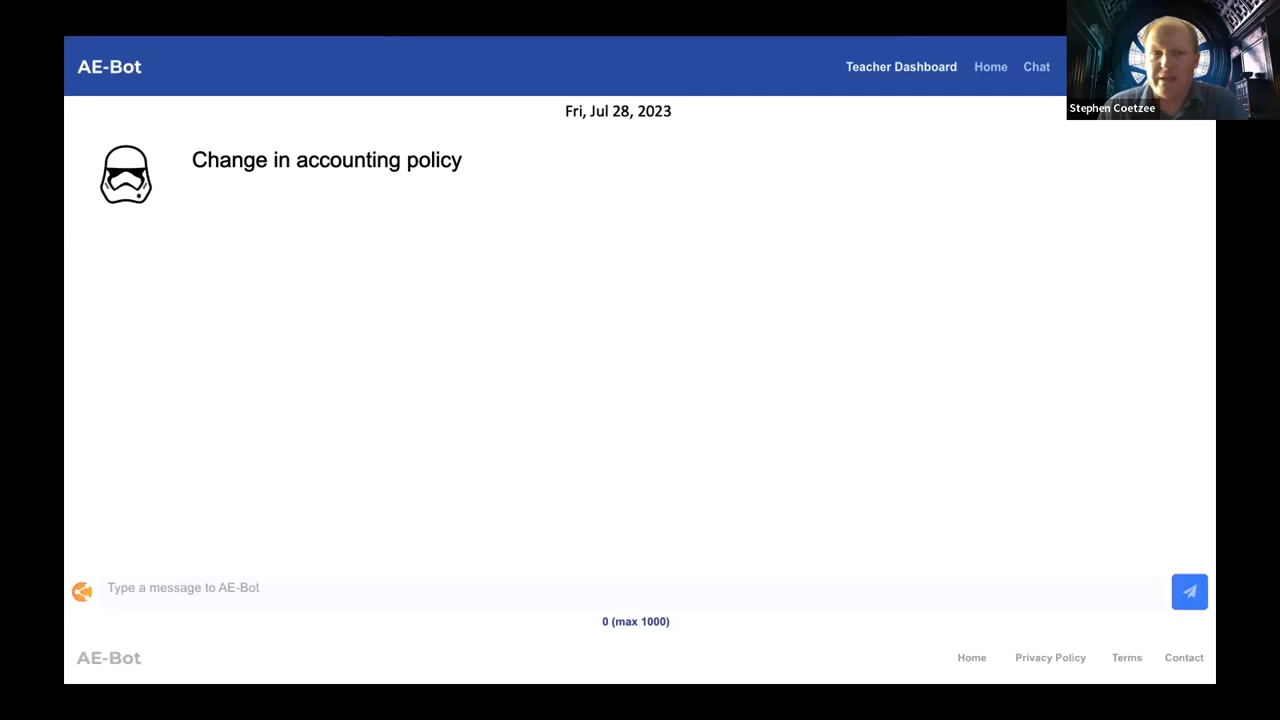 AE-Bot
Teacher Dashboard Home Chat
Stephen Coetzee
Fri, Jul 28, 2023
Change in accounting policy
Type a message to AE-Bot
0 (max 1000)
AE-Bot
Home Privacy Policy Terms Contact